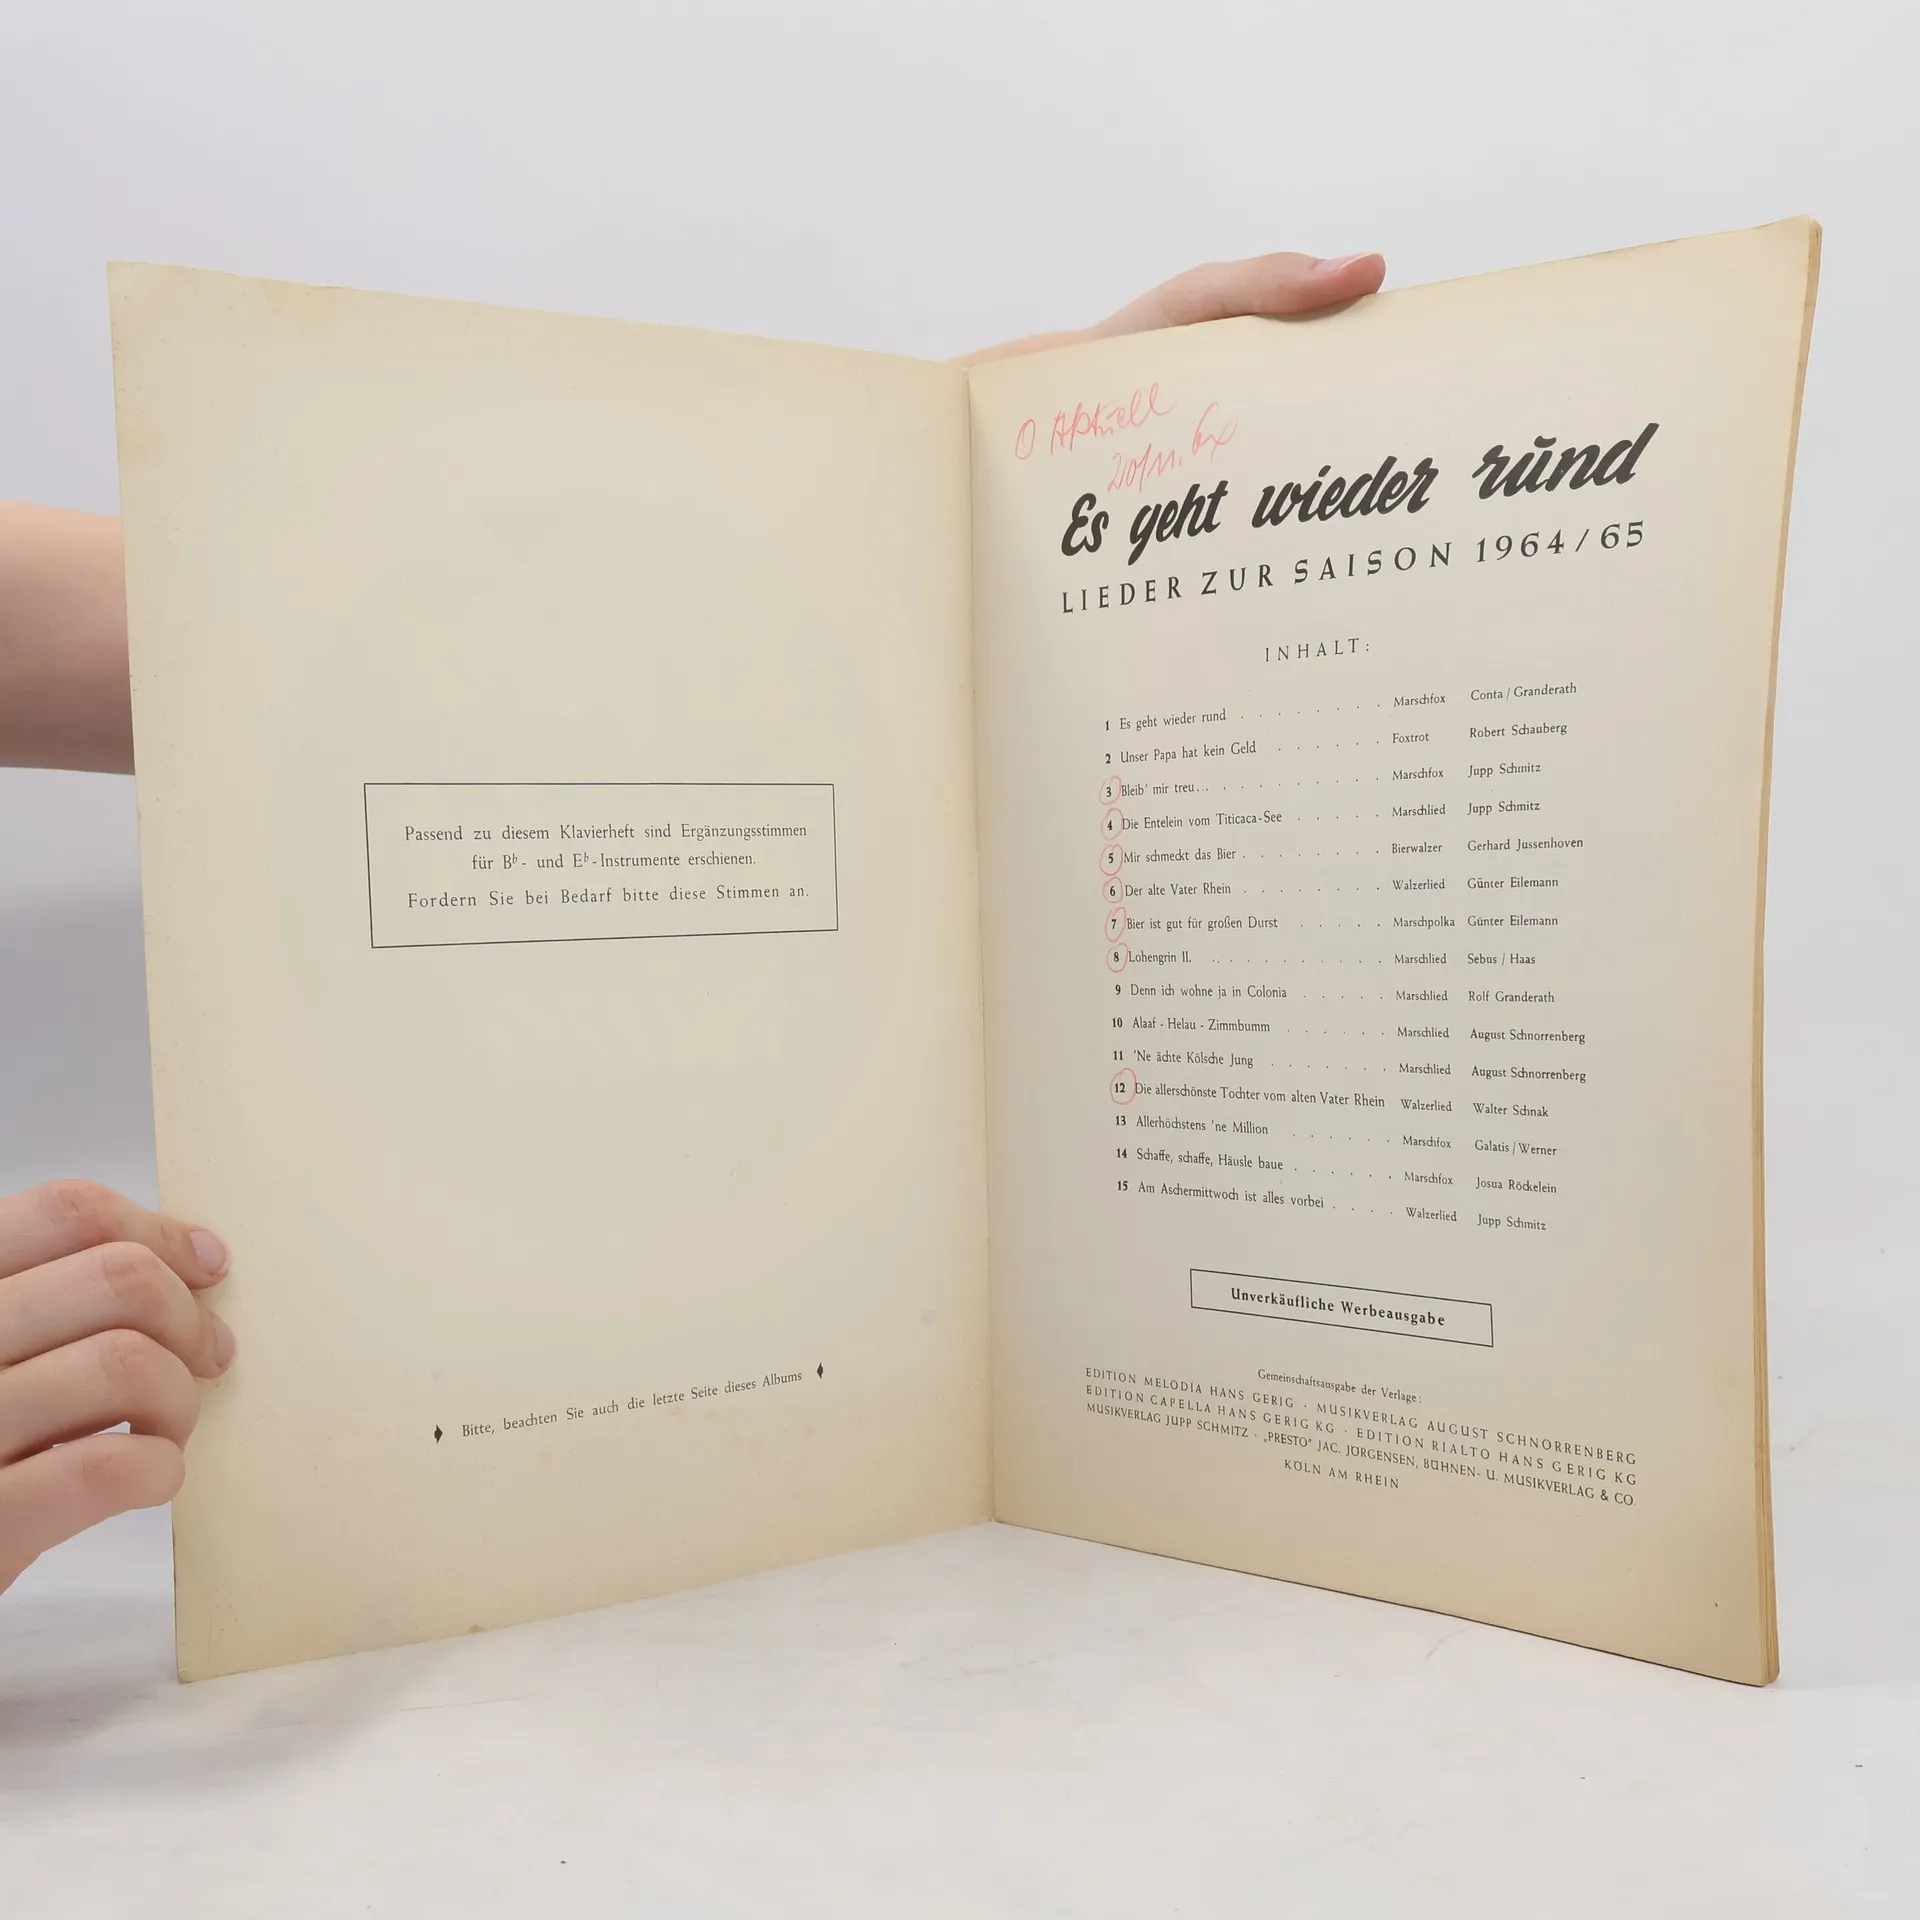 Passend zu diesem Klavierheft sind Ergänzungsstimmen
für Bb- und Eb-Instrumente erschienen.
Fordern Sie bei Bedarf bitte diese Stimmen an.
Bitte, beachten Sie auch die letzte Seite dieses Albums
O Aktuell
Es geht wieder rund
LIEDER ZUR SAISON 1964/65
INHALT:
1 Es geht wieder rund . . . . . . . . Marschfox Conta / Granderath
2 Unser Papa hat kein Geld . . . . . . Foxtrot Robert Schauberg
3 Bleib' mir treu... . . . . . . . . Marschfox Jupp Schmitz
4 Die Entelein vom Titicaca-See . . . . . Marschlied Jupp Schmitz
5 Mir schmeckt das Bier . . . . . . . . Bierwalzer Gerhard Jussenhoven
6 Der alte Vater Rhein . . . . . . . . Walzerlied Günter Eilemann
7 Bier ist gut für großen Durst . . . . . Marschpolka Günter Eilemann
8 Lohengrin II. . . . . . . . . . . Marschlied Sebus / Haas
9 Denn ich wohne ja in Colonia . . . . . Marschlied Rolf Granderath
10 Alaaf - Helau - Zimmbumm . . . . . . Marschlied August Schnorrenberg
11 'Ne ächte Kölsche Jung . . . . . . . Marschlied August Schnorrenberg
12 Die allerschönste Tochter vom alten Vater Rhein Walzerlied Walter Schnak
13 Allerhöchstens 'ne Million . . . . . . Marschfox Galatis / Werner
14 Schaffe, schaffe, Häusle baue . . . . . . Marschfox Josua Röckelein
15 Am Aschermittwoch ist alles vorbei . . . . Walzerlied Jupp Schmitz
Unverkäufliche Werbeausgabe
Gemeinschaftsausgabe der Verlage:
EDITION MELODIA HANS GERIG · MUSIKVERLAG AUGUST SCHNORRENBERG
EDITION CAPELLA HANS GERIG KG · EDITION RIALTO HANS GERIG KG
MUSIKVERLAG JUPP SCHMITZ · „PRESTO" JAC. JÖRGENSEN, BÜHNEN- U. MUSIKVERLAG & CO.
KÖLN AM RHEIN